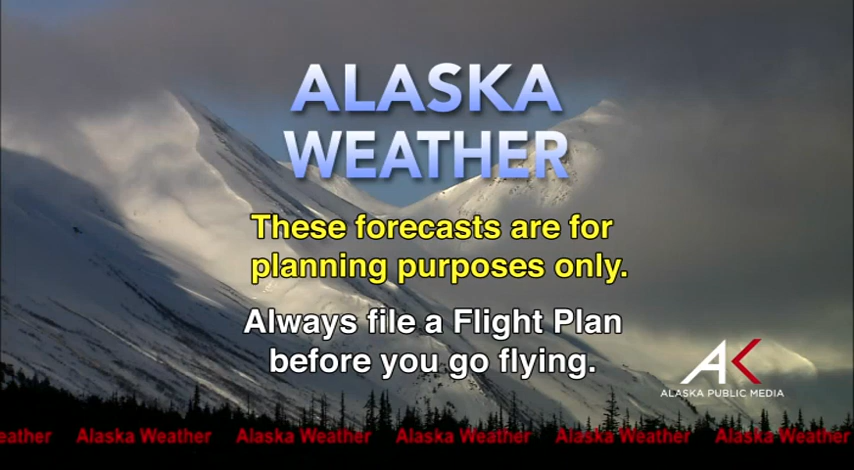 ALASKA
WEATHER
These forecasts are for
planning purposes only.
Always file a Flight Plan
before you go flying.
AK
ALASKA PUBLIC MEDIA
eather Alaska Weather Alaska Weather Alaska Weather Alaska Weather Alaska Weather